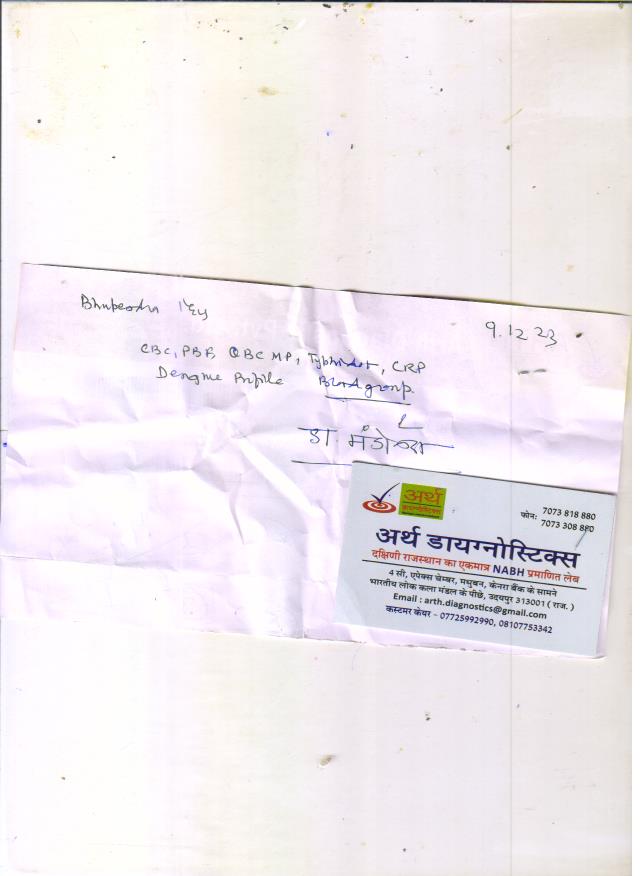 9.12.23
CBC, PBF, QBC MP, Typhidot, CRP
Dengue Profile Blood group
डा.
अर्थ
डायग्नोस्टिक्स
फोन: 7073 818 880
7073 308 880
अर्थ डायग्नोस्टिक्स
दक्षिणी राजस्थान का एकमात्र NABH प्रमाणित लेब
4 सी, एपेक्स चेम्बर, मधुबन, केनरा बैंक के सामने
भारतीय लोक कला मंडल के पीछे, उदयपुर 313001 ( राज. )
Email : arth.diagnostics@gmail.com
कस्टमर केयर - 07725992990, 08107753342